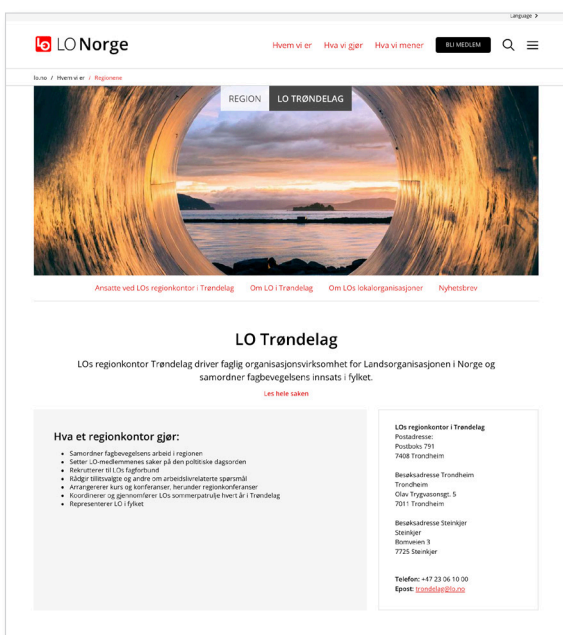 Language >
LO Norge
Hvem vi er Hva vi gjør Hva vi mener BLI MEDLEM
lo.no / Hvem vi er / Regionene
REGION LO TRØNDELAG
Ansatte ved LOs regionkontor i Trøndelag Om LO i Trøndelag Om LOs lokalorganisasjoner Nyhetsbrev
LO Trøndelag
LOs regionkontor Trøndelag driver faglig organisasjonsvirksomhet for Landsorganisasjonen i Norge og
samordner fagbevegelsens innsats i fylket.
Les hele saken
Hva et regionkontor gjør:
• Samordner fagbevegelsens arbeid i regionen
• Setter LO-medlemmenes saker på den politiske dagsorden
• Rekrutterer til LOs fagforbund
• Rådgir tillitsvalgte og andre om arbeidslivrelaterte spørsmål
• Arrangererer kurs og konferanser, herunder regionkonferanser
• Koordinerer og gjennomfører LOs sommerpatrulje hvert år i Trøndelag
• Representerer LO i fylket
LOs regionkontor i Trøndelag
Postadresse:
Postboks 791
7408 Trondheim
Besøksadresse Trondheim
Trondheim
Olav Trygvasonsgt. 5
7011 Trondheim
Besøksadresse Steinkjer
Steinkjer
Bomveien 3
7725 Steinkjer
Telefon: +47 23 06 10 00
Epost: trondelag@lo.no